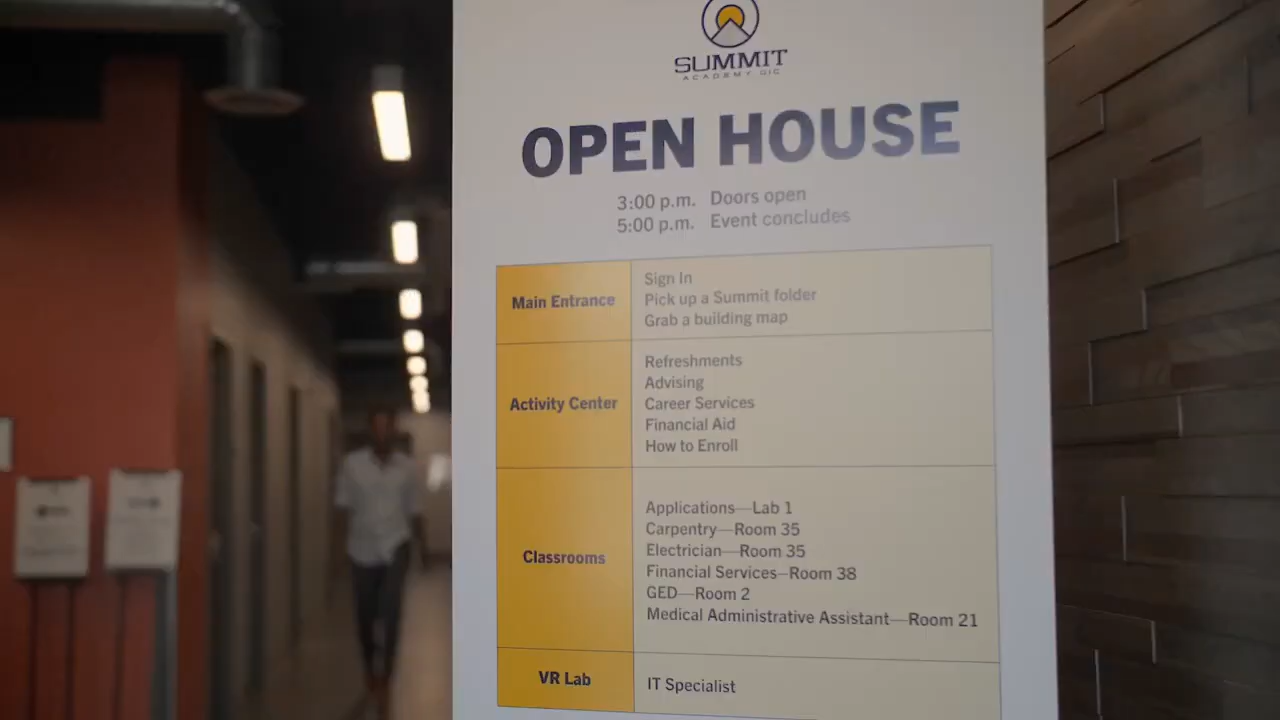 SUMMIT
ACADEMY OIC
OPEN HOUSE
3:00 p.m. Doors open
5:00 p.m. Event concludes
Main Entrance
Sign In
Pick up a Summit folder
Grab a building map
Activity Center
Refreshments
Advising
Career Services
Financial Aid
How to Enroll
Classrooms
Applications—Lab 1
Carpentry—Room 35
Electrician—Room 35
Financial Services—Room 38
GED—Room 2
Medical Administrative Assistant—Room 21
VR Lab
IT Specialist